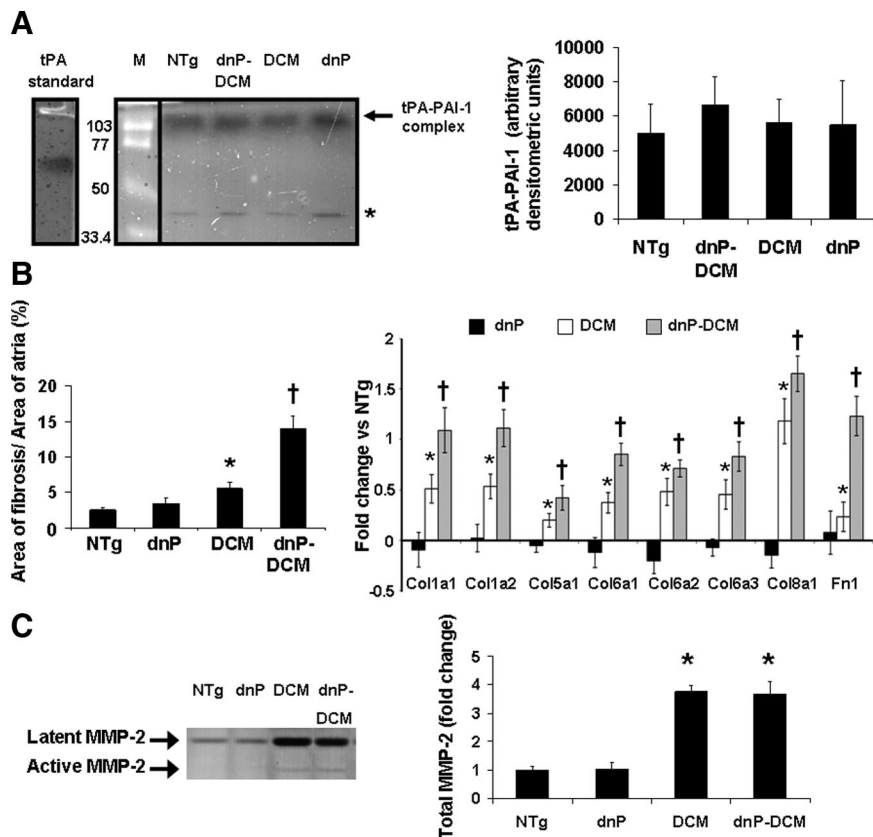 A
tPA
standard
M
NTg
dnP-
DCM
DCM
dnP
103
77
50
33.4
tPA-PAI-1
complex
*
tPA-PAI-1 (arbitrary
densitometric units)
10000
8000
6000
4000
2000
0
NTg
dnP-
DCM
DCM
dnP
B
Area of fibrosis/ Area of atria (%)
20
15
10
5
0
*
†
NTg
dnP
DCM
dnP-
DCM
Fold change vs NTg
dnP
DCM
dnP-DCM
2
1.5
1
0.5
0
-0.5
* † * † * † * † * † * † * † * †
Col1a1 Col1a2 Col5a1 Col6a1 Col6a2 Col6a3 Col8a1 Fn1
C
NTg dnP DCM dnP-
DCM
Latent MMP-2
Active MMP-2
Total MMP-2 (fold change)
5
4
3
2
1
0
* *
NTg dnP DCM dnP-DCM